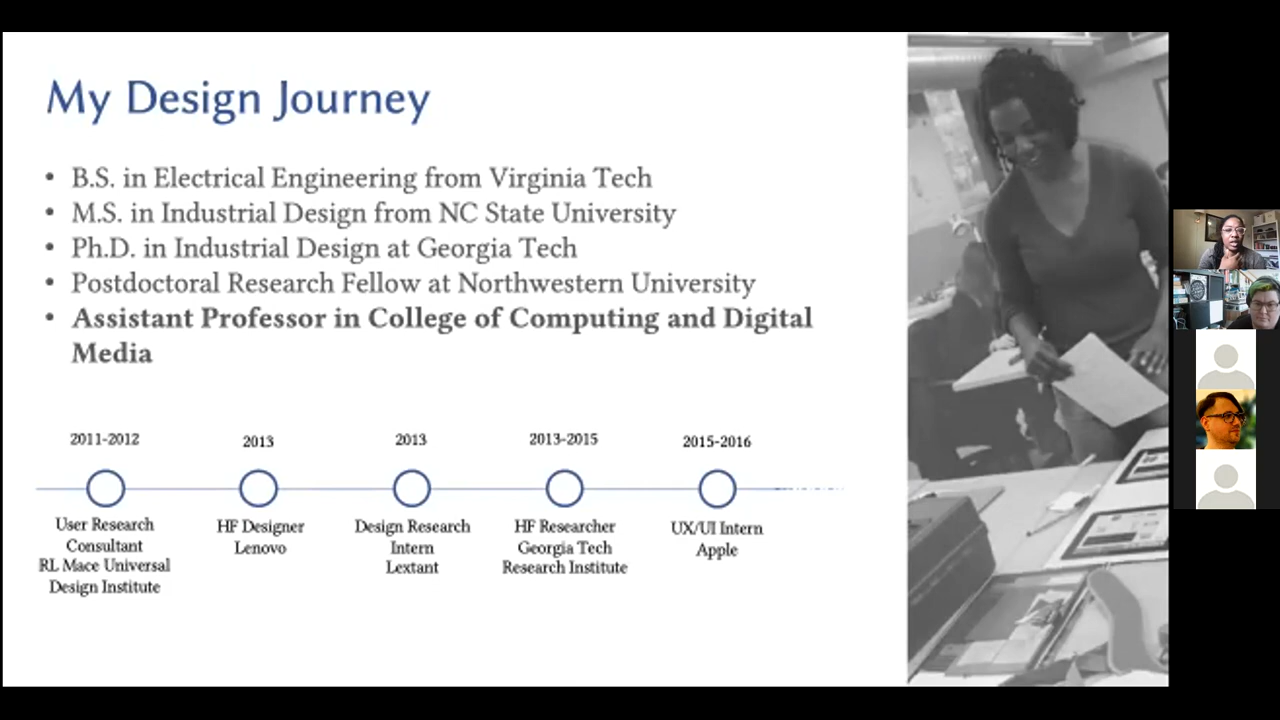 My Design Journey
• B.S. in Electrical Engineering from Virginia Tech
• M.S. in Industrial Design from NC State University
• Ph.D. in Industrial Design at Georgia Tech
• Postdoctoral Research Fellow at Northwestern University
• Assistant Professor in College of Computing and Digital
Media
2011-2012
2013
2013
2013-2015
2015-2016
User Research
Consultant
RL Mace Universal
Design Institute
HF Designer
Lenovo
Design Research
Intern
Lextant
HF Researcher
Georgia Tech
Research Institute
UX/UI Intern
Apple